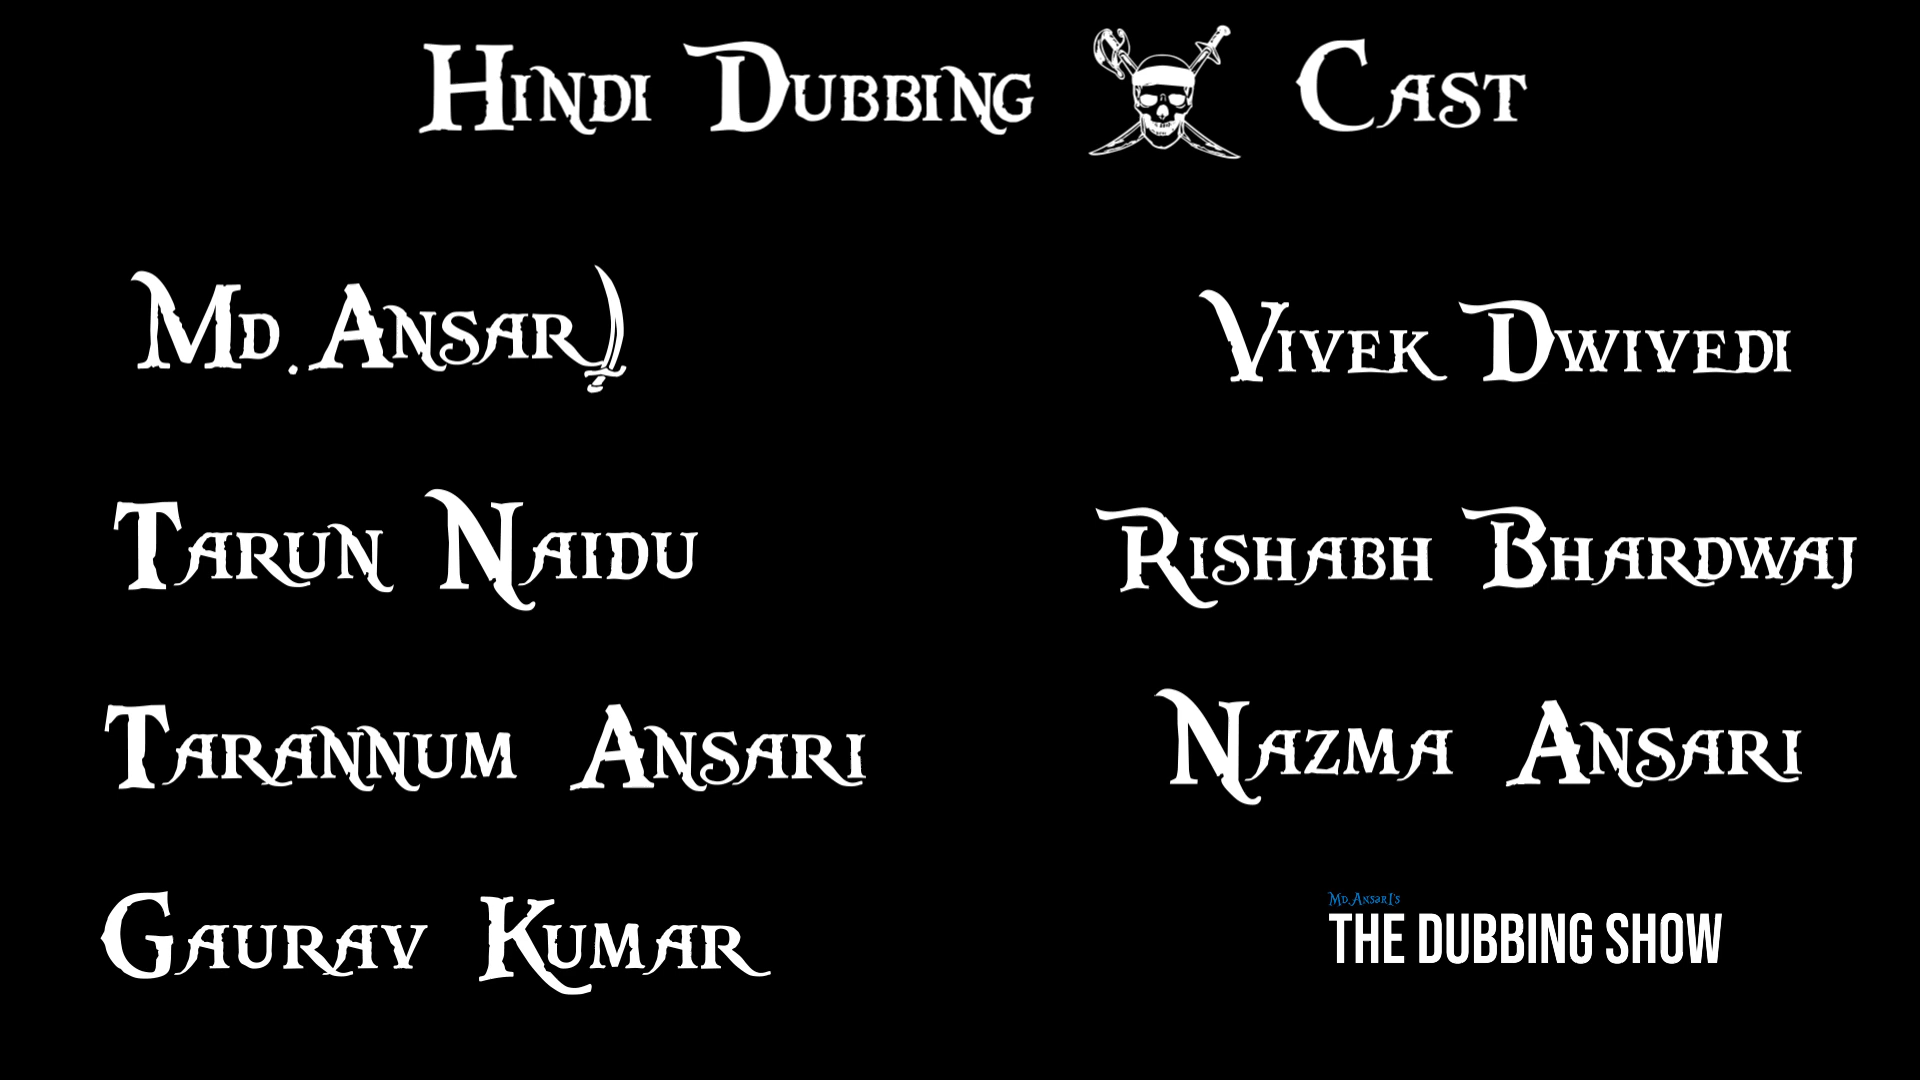 Hindi Dubbing Cast
Md. Ansari
Vivek Dwivedi
Tarun Naidu
Rishabh Bhardwaj
Tarannum Ansari
Nazma Ansari
Gaurav Kumar
Md. Ansari's
THE DUBBING SHOW